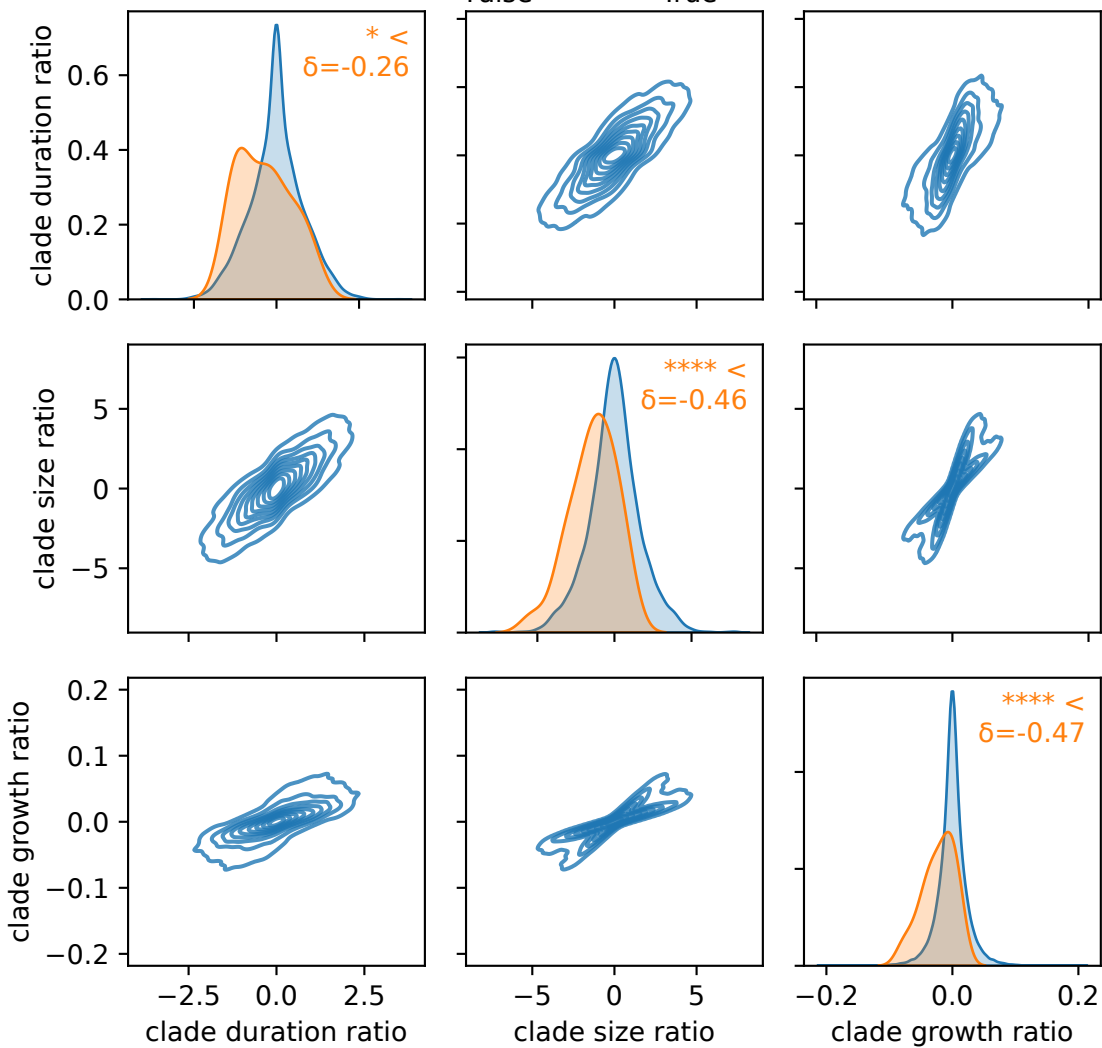 True
clade duration ratio
0.6
0.4
0.2
0.0
* <
δ=-0.26
clade size ratio
5
0
−5
**** <
δ=-0.46
clade growth ratio
0.2
0.1
0.0
−0.1
−0.2
**** <
δ=-0.47
−2.5 0.0 2.5
−5 0 5
−0.2 0.0 0.2
clade duration ratio
clade size ratio
clade growth ratio